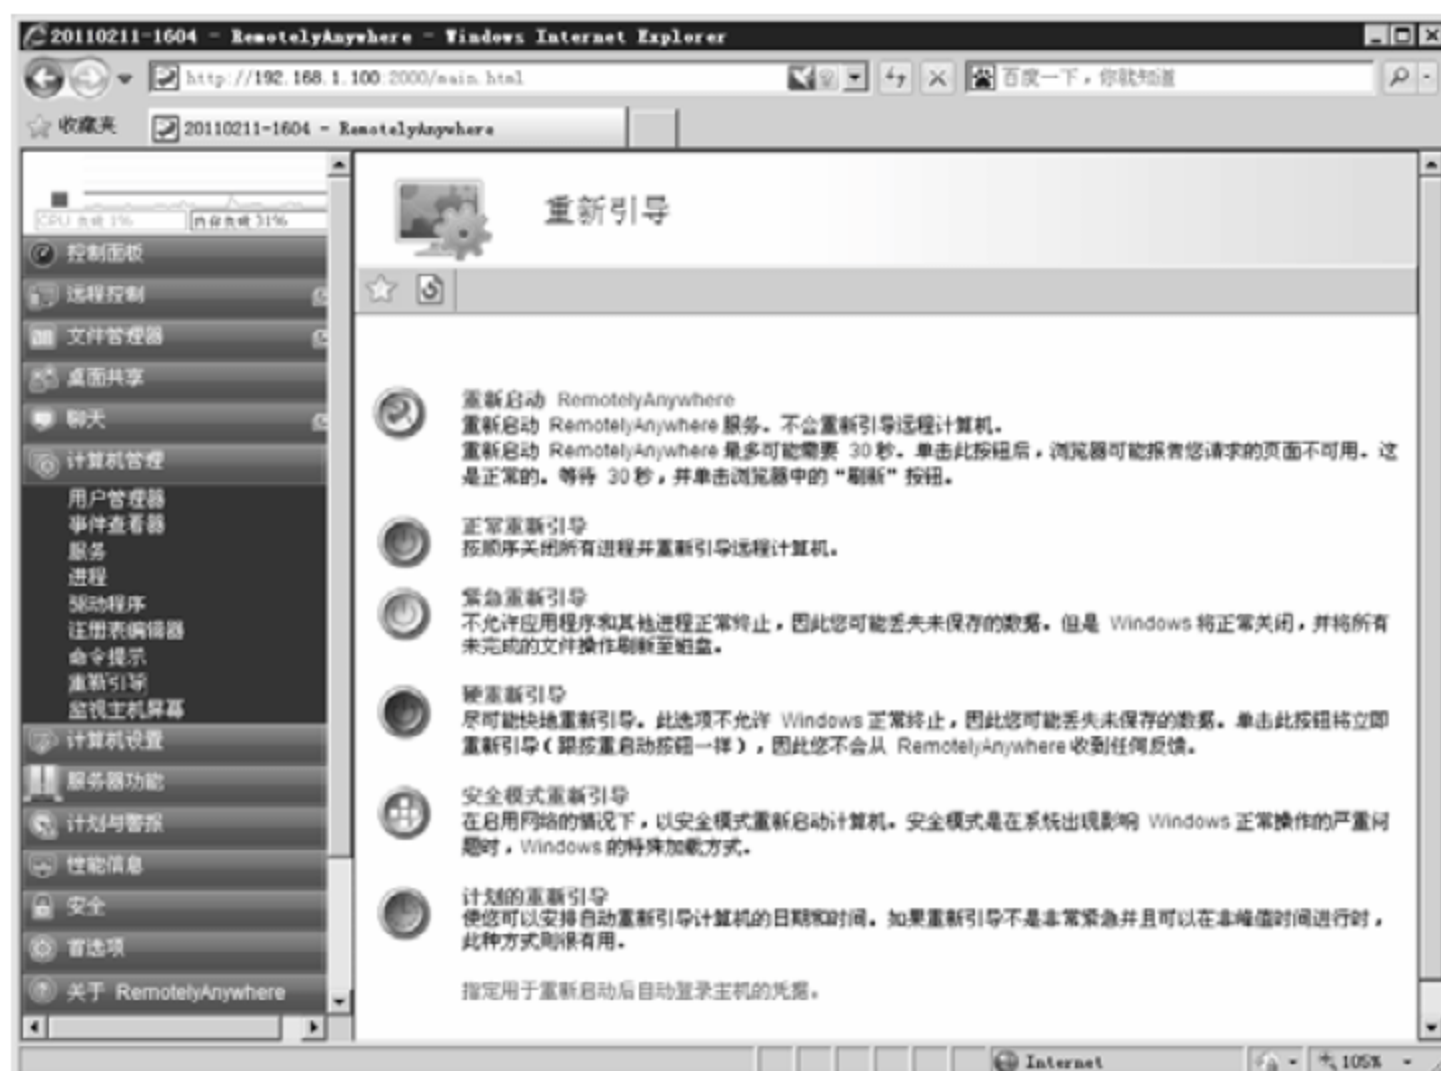 20110211-1604 - RemotelyAnywhere - Windows Internet Explorer
http://192.168.1.100:2000/main.html
百度一下，你就知道
收藏夹
20110211-1604 - RemotelyAnywhere
CPU 负载 1%
内存负载 31%
控制面板
远程控制
文件管理器
桌面共享
聊天
计算机管理
用户管理器
事件查看器
服务
进程
驱动程序
注册表编辑器
命令提示
重新引导
监视主机屏幕
计算机设置
服务器功能
计划与警报
性能信息
安全
首选项
关于 RemotelyAnywhere
重新引导
重新启动 RemotelyAnywhere
重新启动 RemotelyAnywhere 服务。不会重新引导远程计算机。
重新启动 RemotelyAnywhere 最多可能需要 30 秒。单击此按钮后，浏览器可能报告您请求的页面不可用。这
是正常的。等待 30 秒，并单击浏览器中的“刷新”按钮。
正常重新引导
按顺序关闭所有进程并重新引导远程计算机。
紧急重新引导
不允许应用程序和其他进程正常终止，因此您可能丢失未保存的数据。但是 Windows 将正常关闭，并将所有
未完成的文件操作刷新至磁盘。
硬重新引导
尽可能快地重新引导。此选项不允许 Windows 正常终止，因此您可能丢失未保存的数据。单击此按钮将立即
重新引导（跟按重启动按钮一样），因此您不会从 RemotelyAnywhere 收到任何反馈。
安全模式重新引导
在启用网络的情况下，以安全模式重新启动计算机。安全模式是在系统出现影响 Windows 正常操作的严重问
题时，Windows 的特殊加载方式。
计划的重新引导
使您可以安排自动重新引导计算机的日期和时间。如果重新引导不是非常紧急并且可以在非峰值时间进行时，
此种方式则很有用。
指定用于重新启动后自动登录主机的凭据。
Internet
105%